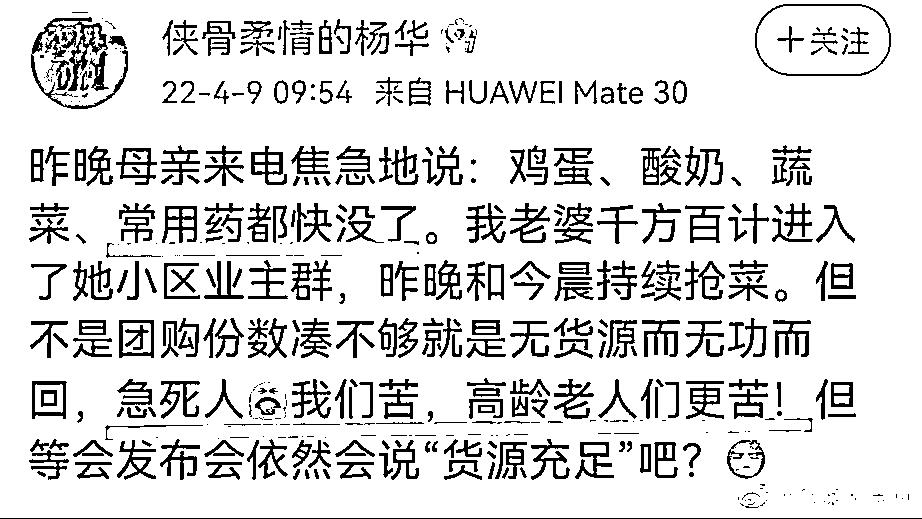 侠骨柔情的杨华
+关注
22-4-9 09:54 来自 HUAWEI Mate 30
昨晚母亲来电焦急地说：鸡蛋、酸奶、蔬
菜、常用药都快没了。我老婆千方百计进入
了她小区业主群，昨晚和今晨持续抢菜。但
不是团购份数凑不够就是无货源而无功而
回，急死人我们苦，高龄老人们更苦！但
等会发布会依然会说“货源充足”吧？